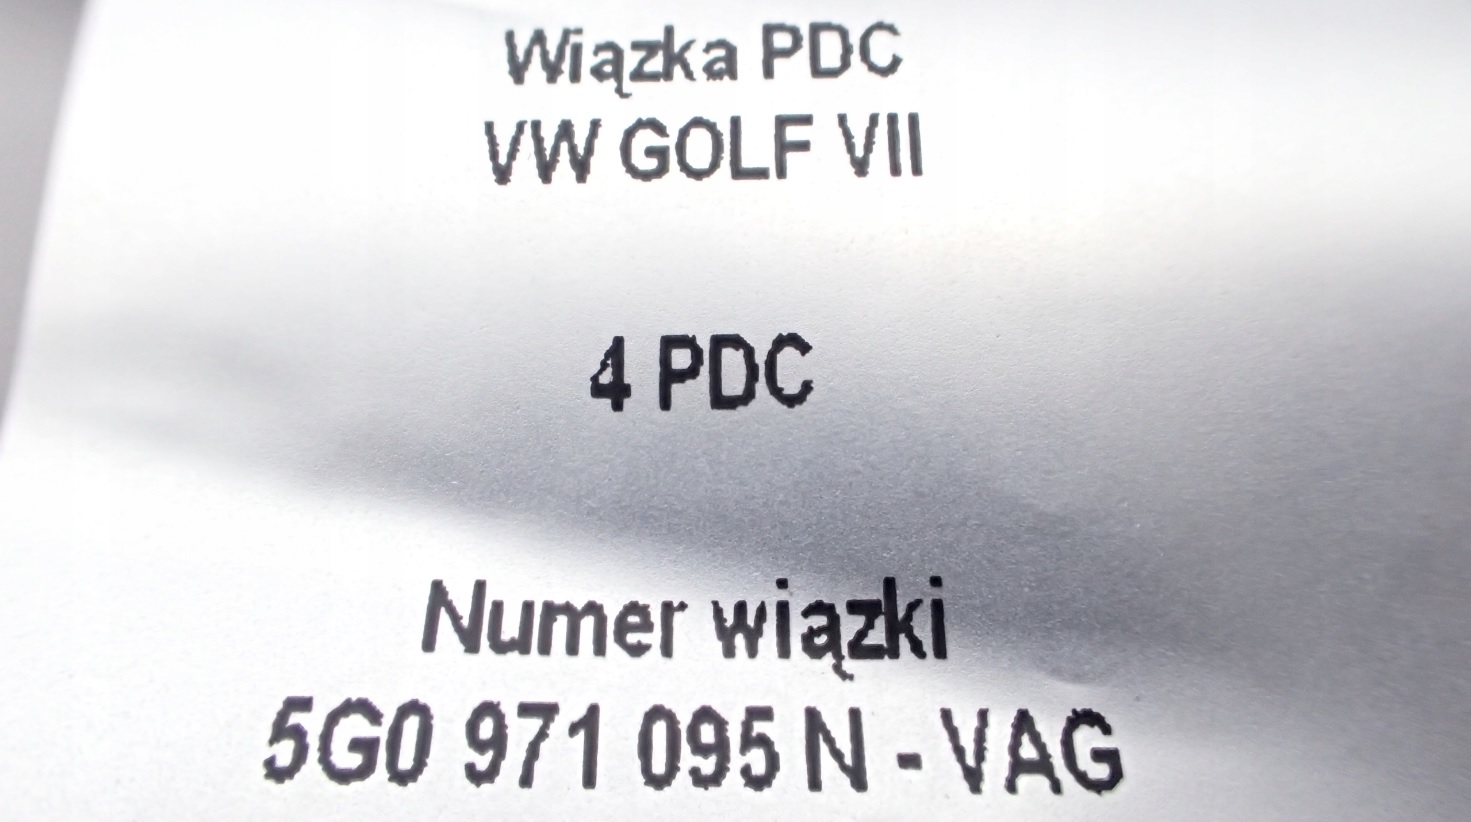 Wiązka PDC
VW GOLF VII
4 PDC
Numer wiązki
5G0 971 095 N - VAG